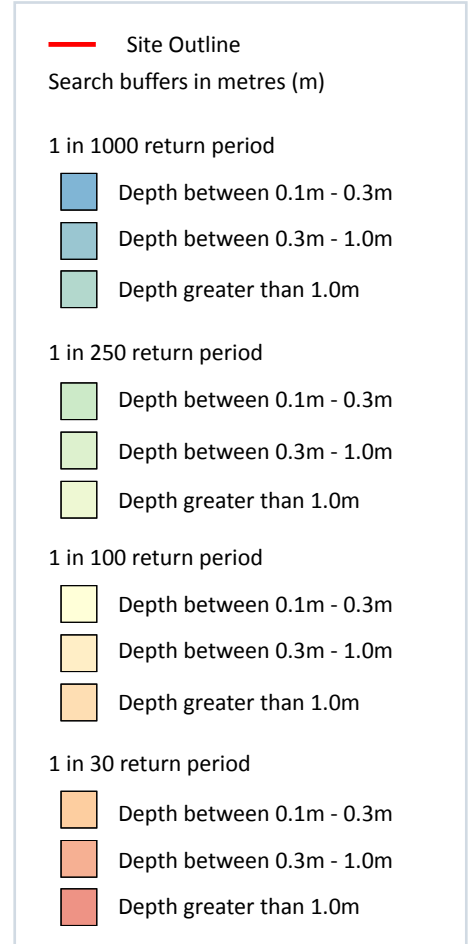 Site Outline
Search buffers in metres (m)
1 in 1000 return period
Depth between 0.1m - 0.3m
Depth between 0.3m - 1.0m
Depth greater than 1.0m
1 in 250 return period
Depth between 0.1m - 0.3m
Depth between 0.3m - 1.0m
Depth greater than 1.0m
1 in 100 return period
Depth between 0.1m - 0.3m
Depth between 0.3m - 1.0m
Depth greater than 1.0m
1 in 30 return period
Depth between 0.1m - 0.3m
Depth between 0.3m - 1.0m
Depth greater than 1.0m